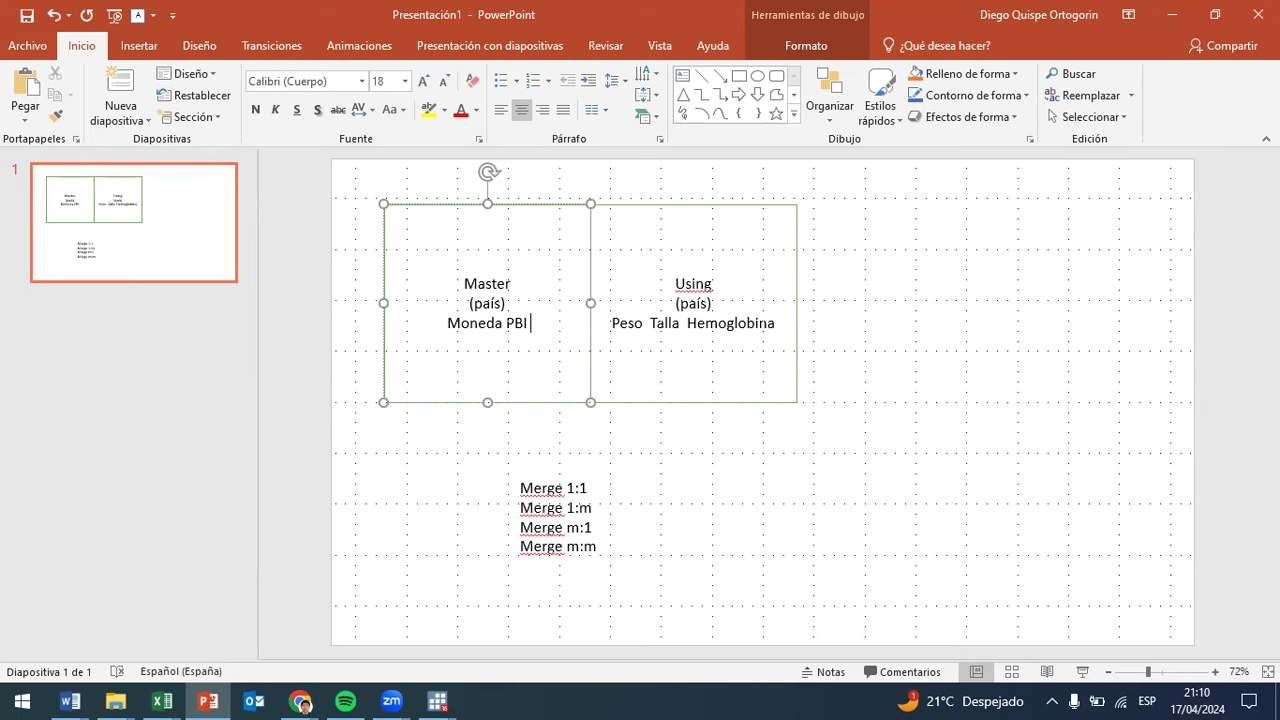 Presentación1 - PowerPoint
Herramientas de dibujo
Diego Quispe Ortogorin
Archivo
Inicio
Insertar
Diseño
Transiciones
Animaciones
Presentación con diapositivas
Revisar
Vista
Ayuda
Formato
¿Qué desea hacer?
Compartir
Pegar
Nueva
diapositiva
Diseño
Restablecer
Sección
Calibri (Cuerpo)
18
N K S S abc AV Aa A
Organizar
Estilos
rápidos
Relleno de forma
Contorno de forma
Efectos de forma
Buscar
Reemplazar
Seleccionar
Portapapeles
Diapositivas
Fuente
Párrafo
Dibujo
Edición
1
Master
(país)
Moneda PBI
Using
(país)
Peso Talla Hemoglobina
Merge 1:1
Merge 1:m
Merge m:1
Merge m:m
Diapositiva 1 de 1
Español (España)
Notas
Comentarios
72%
21°C Despejado
ESP
21:10
17/04/2024